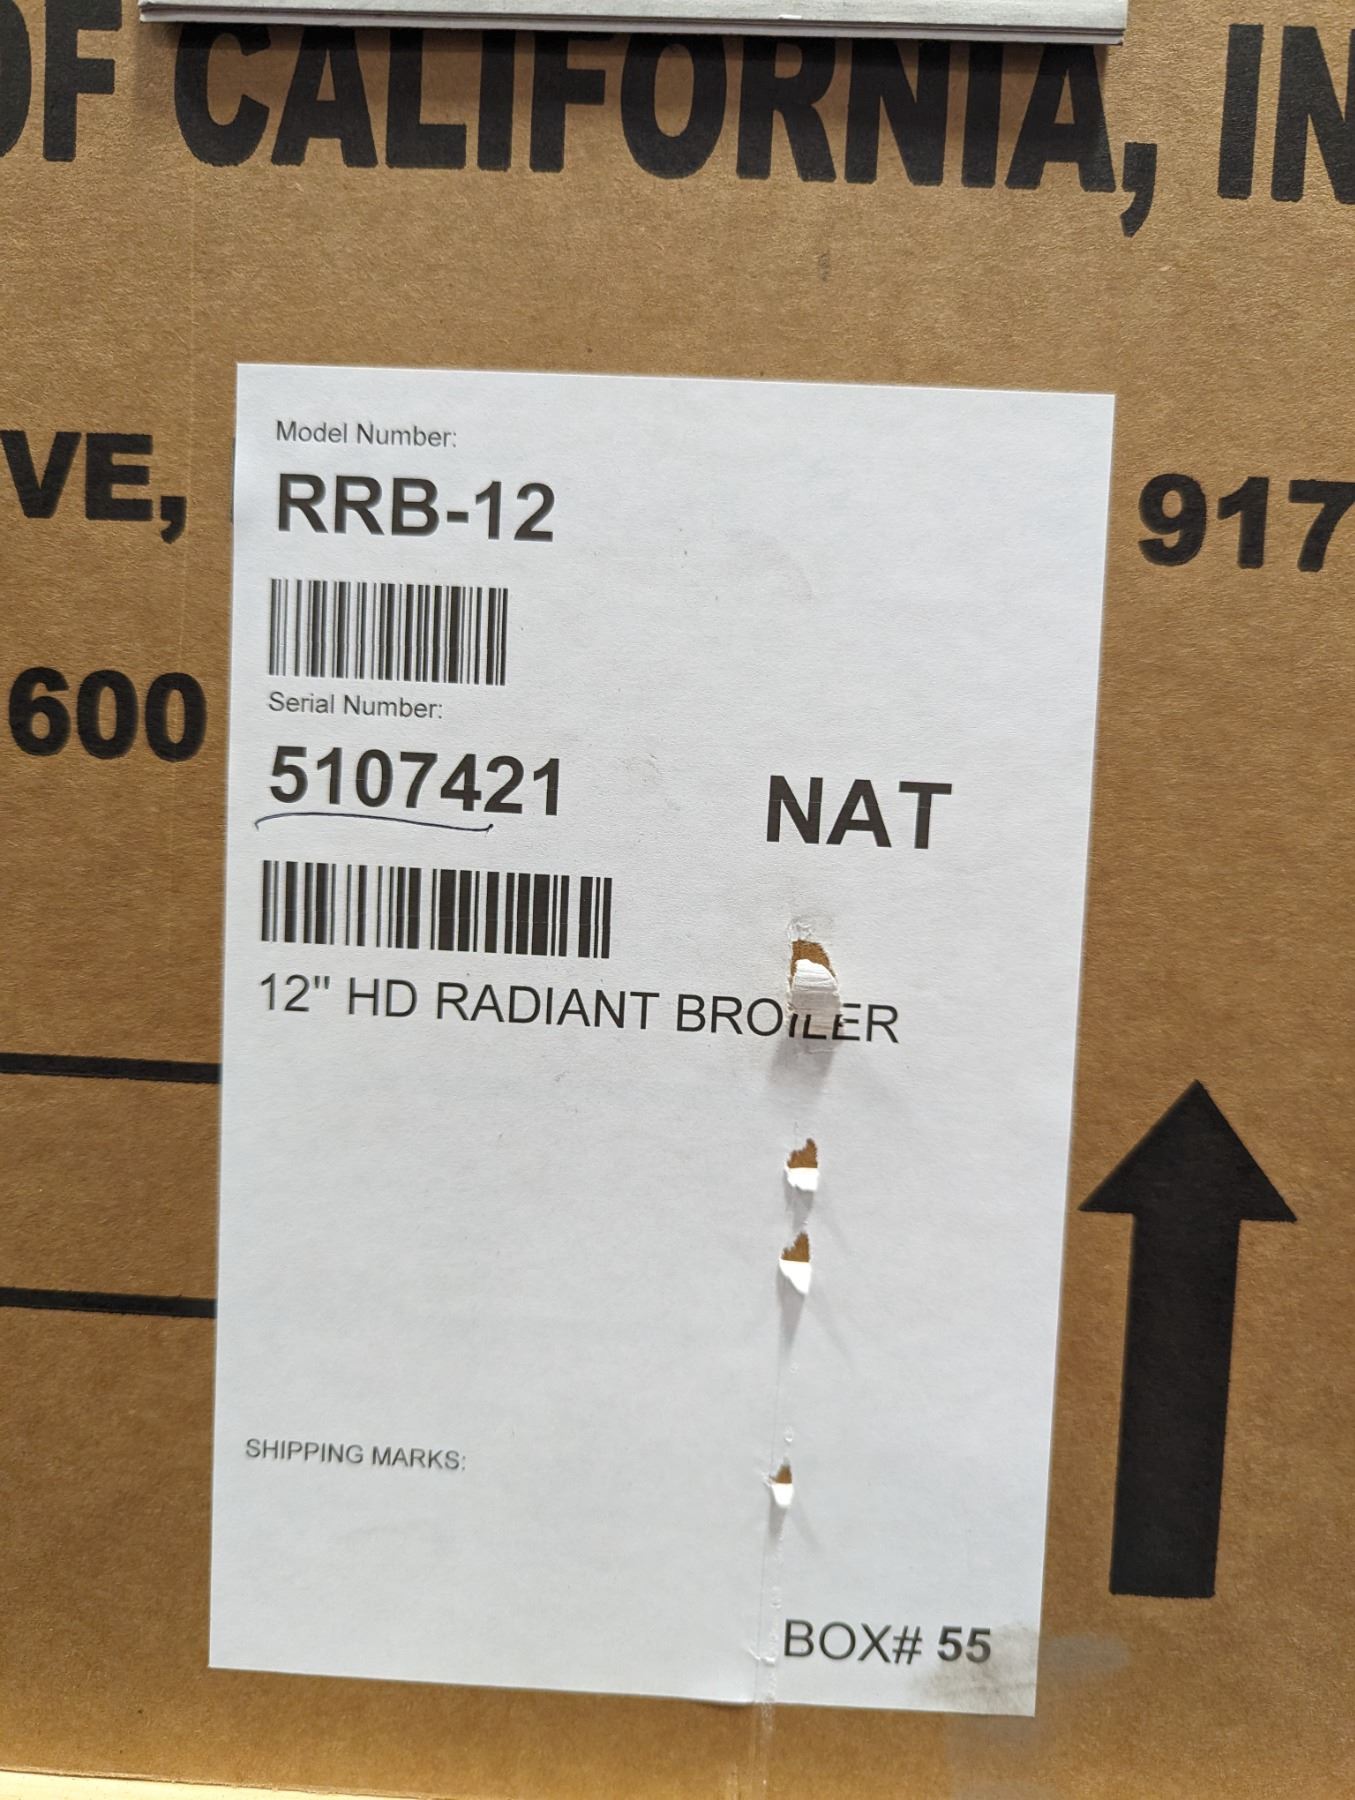 OF CALIFORNIA, IN
Model Number:
VE,
RRB-12
917
Serial Number:
600
5107421
NAT
12" HD RADIANT BROILER
SHIPPING MARKS:
BOX# 55